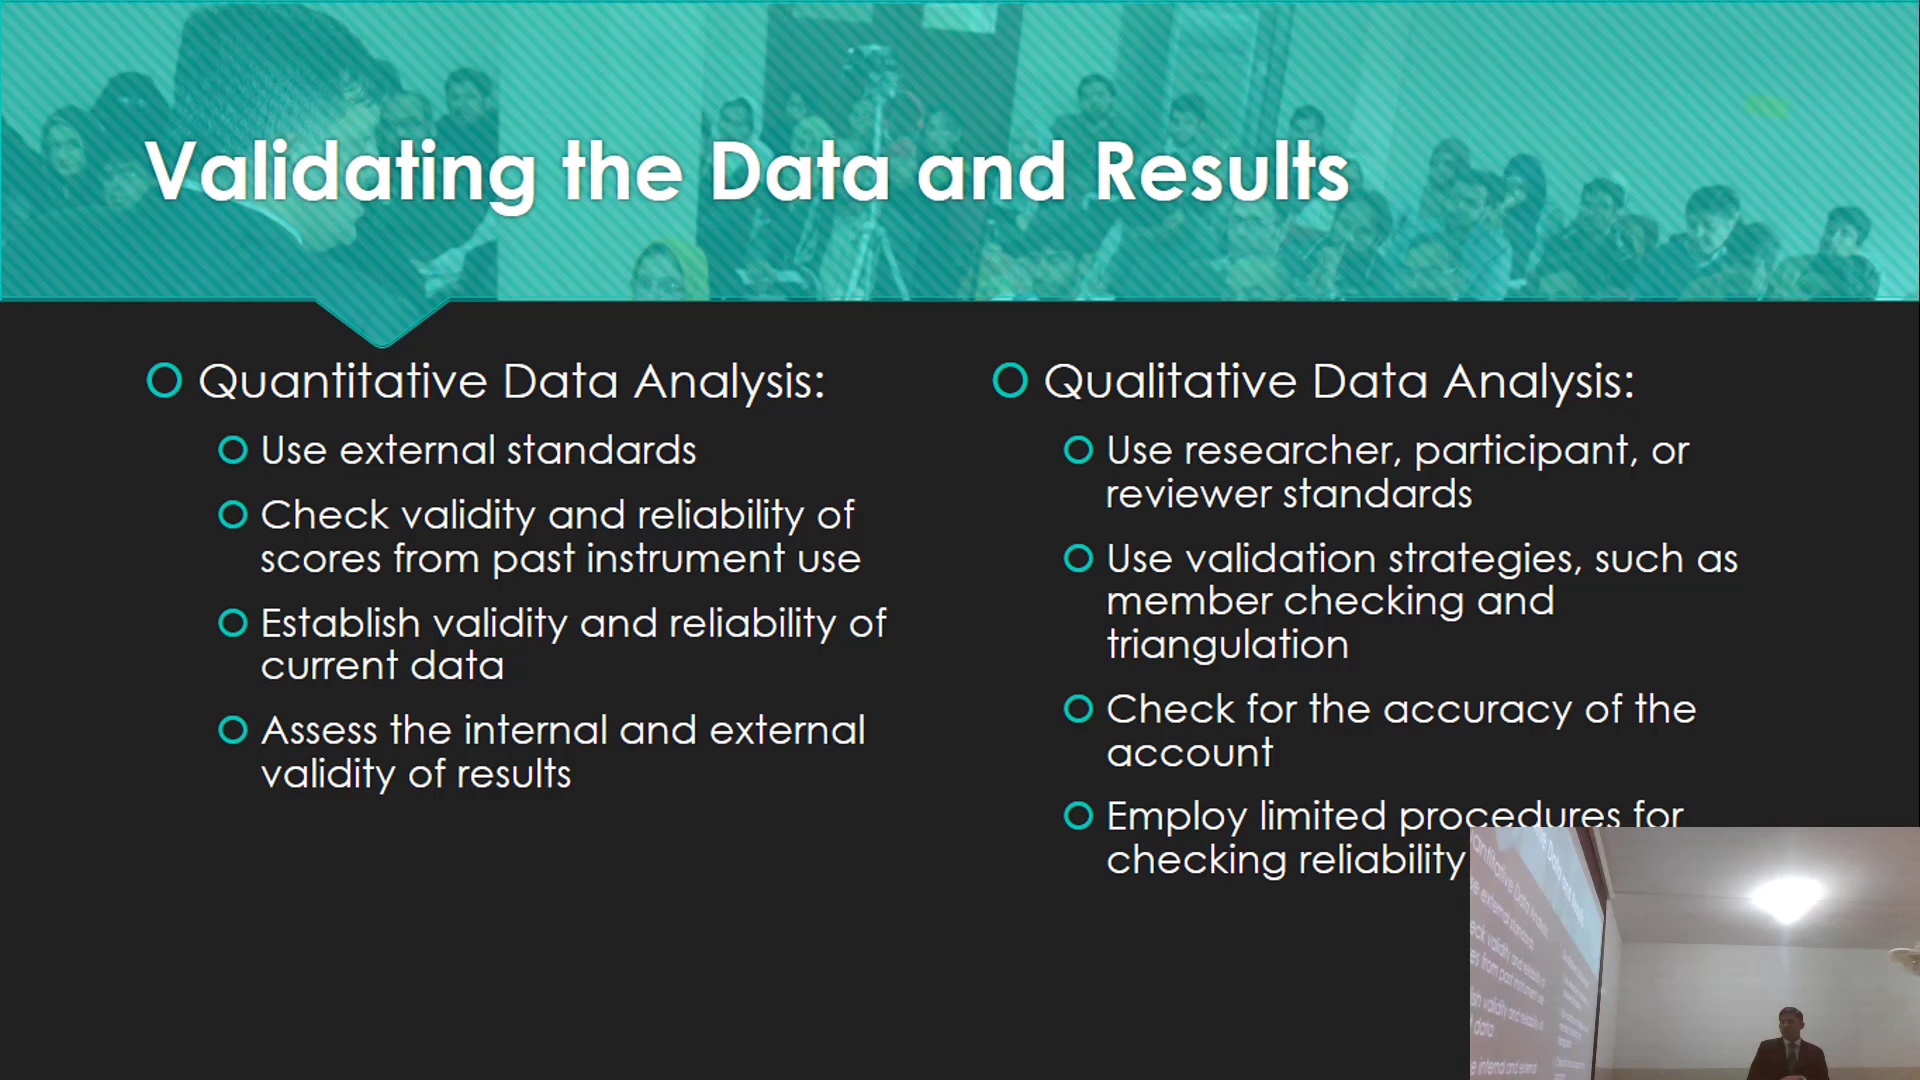 Validating the Data and Results
Quantitative Data Analysis:
Use external standards
Check validity and reliability of
scores from past instrument use
Establish validity and reliability of
current data
Assess the internal and external
validity of results
Qualitative Data Analysis:
Use researcher, participant, or
reviewer standards
Use validation strategies, such as
member checking and
triangulation
Check for the accuracy of the
account
Employ limited procedures for
checking reliability